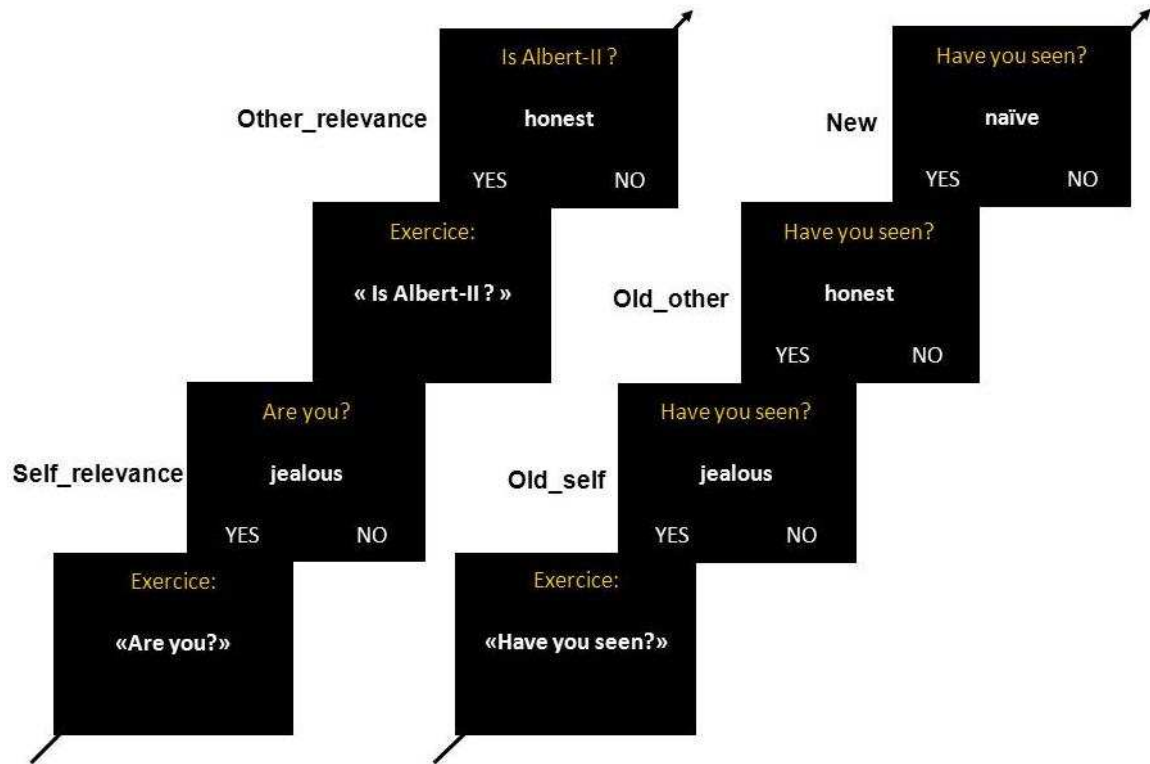 Is Albert-II ?
Other_relevance
honest
YES NO
Exercice:
« Is Albert-II ? »
Are you?
Self_relevance
jealous
YES NO
Exercice:
«Are you?»
Have you seen?
New
naïve
YES NO
Have you seen?
Old_other
honest
YES NO
Have you seen?
Old_self
jealous
YES NO
Exercice:
«Have you seen?»